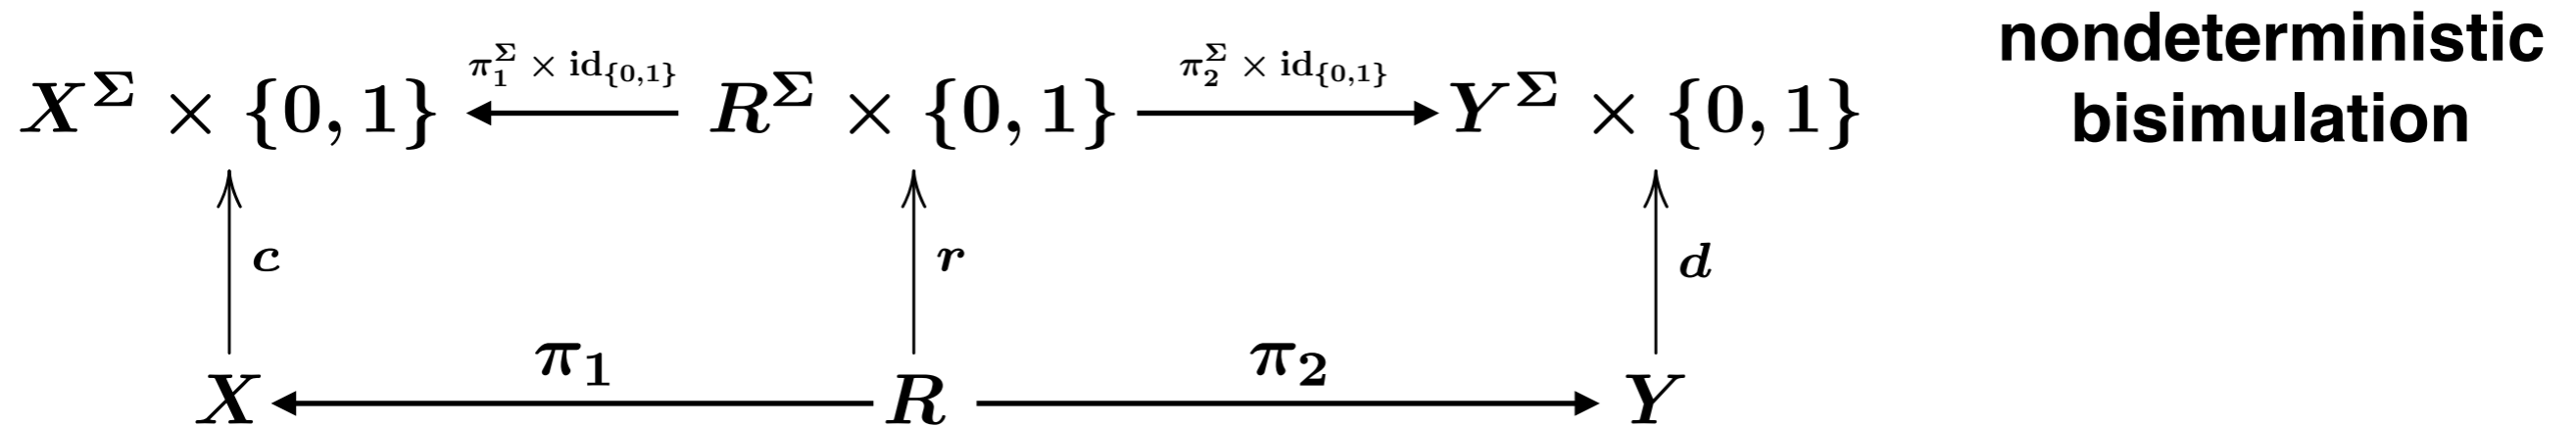 X^Σ × {0, 1} π_1^Σ × id_{0,1} R^Σ × {0, 1} π_2^Σ × id_{0,1} Y^Σ × {0, 1}
nondeterministic
bisimulation
c r d
X π_1 R π_2 Y